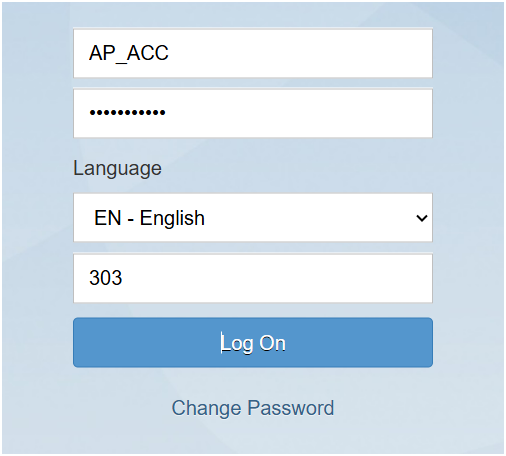 AP_ACC
•••••••••••
Language
EN - English
303
Log On
Change Password